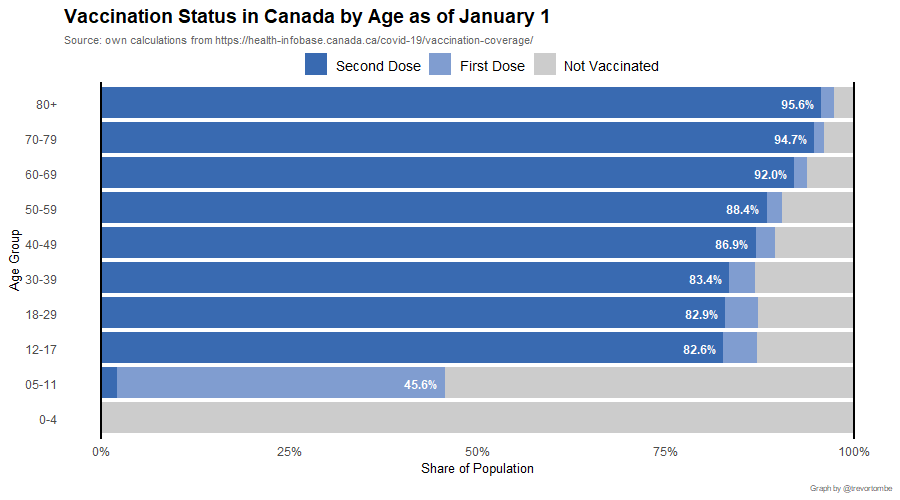 Vaccination Status in Canada by Age as of January 1
Source: own calculations from https://health-infobase.canada.ca/covid-19/vaccination-coverage/
Second Dose First Dose Not Vaccinated
80+ 95.6%
70-79 94.7%
60-69 92.0%
50-59 88.4%
40-49 86.9%
Age Group
30-39 83.4%
18-29 82.9%
12-17 82.6%
05-11 45.6%
0-4
0% 25% 50% 75% 100%
Share of Population
Graph by @trevortombe